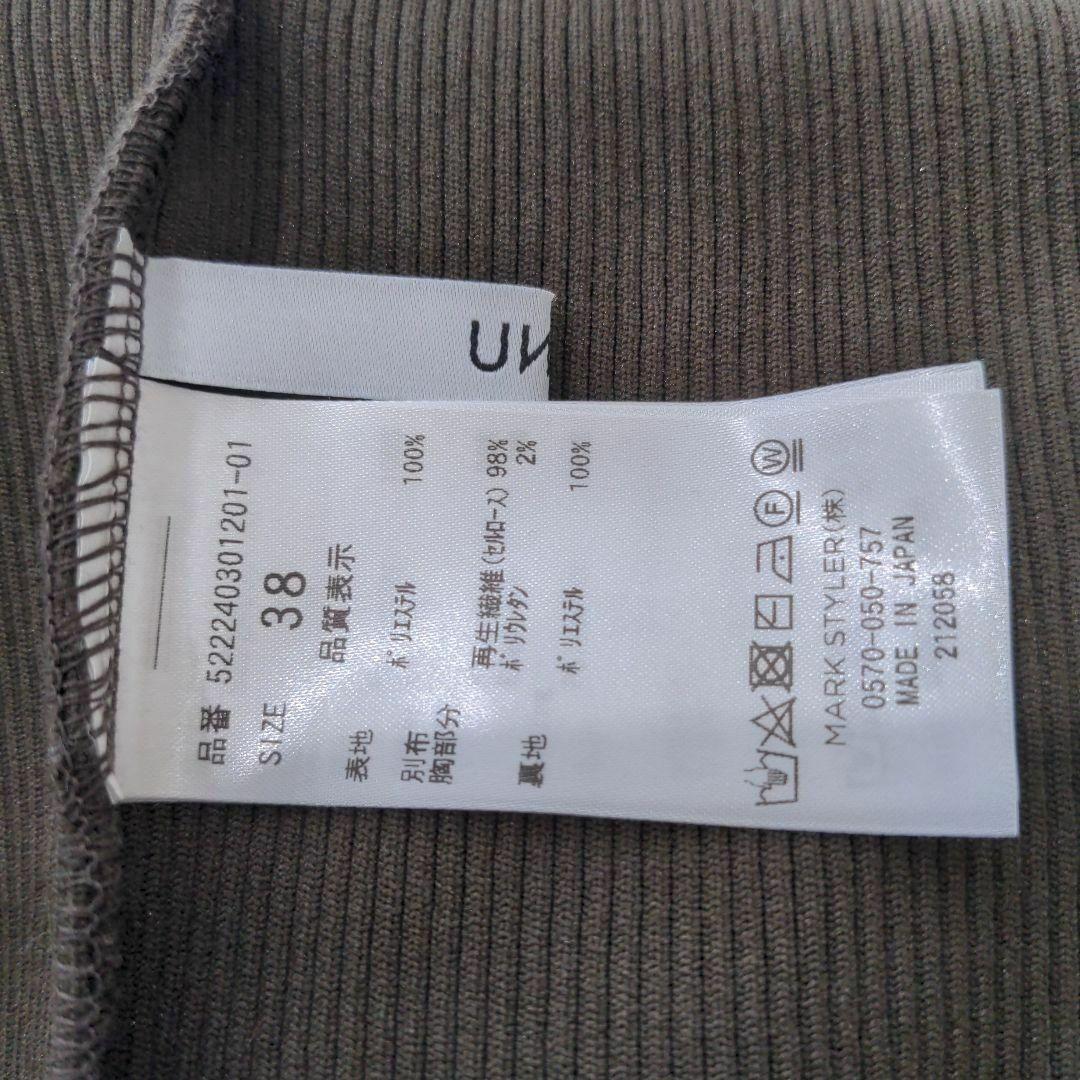 品番 522240301201-01
SIZE 38
品質表示
表地 ポリエステル 100%
別布
胸部分
再生繊維(セルロース) 98%
ポリウレタン 2%
裏地 ポリエステル 100%
MARK STYLER(株)
0570-050-757
MADE IN JAPAN
212058